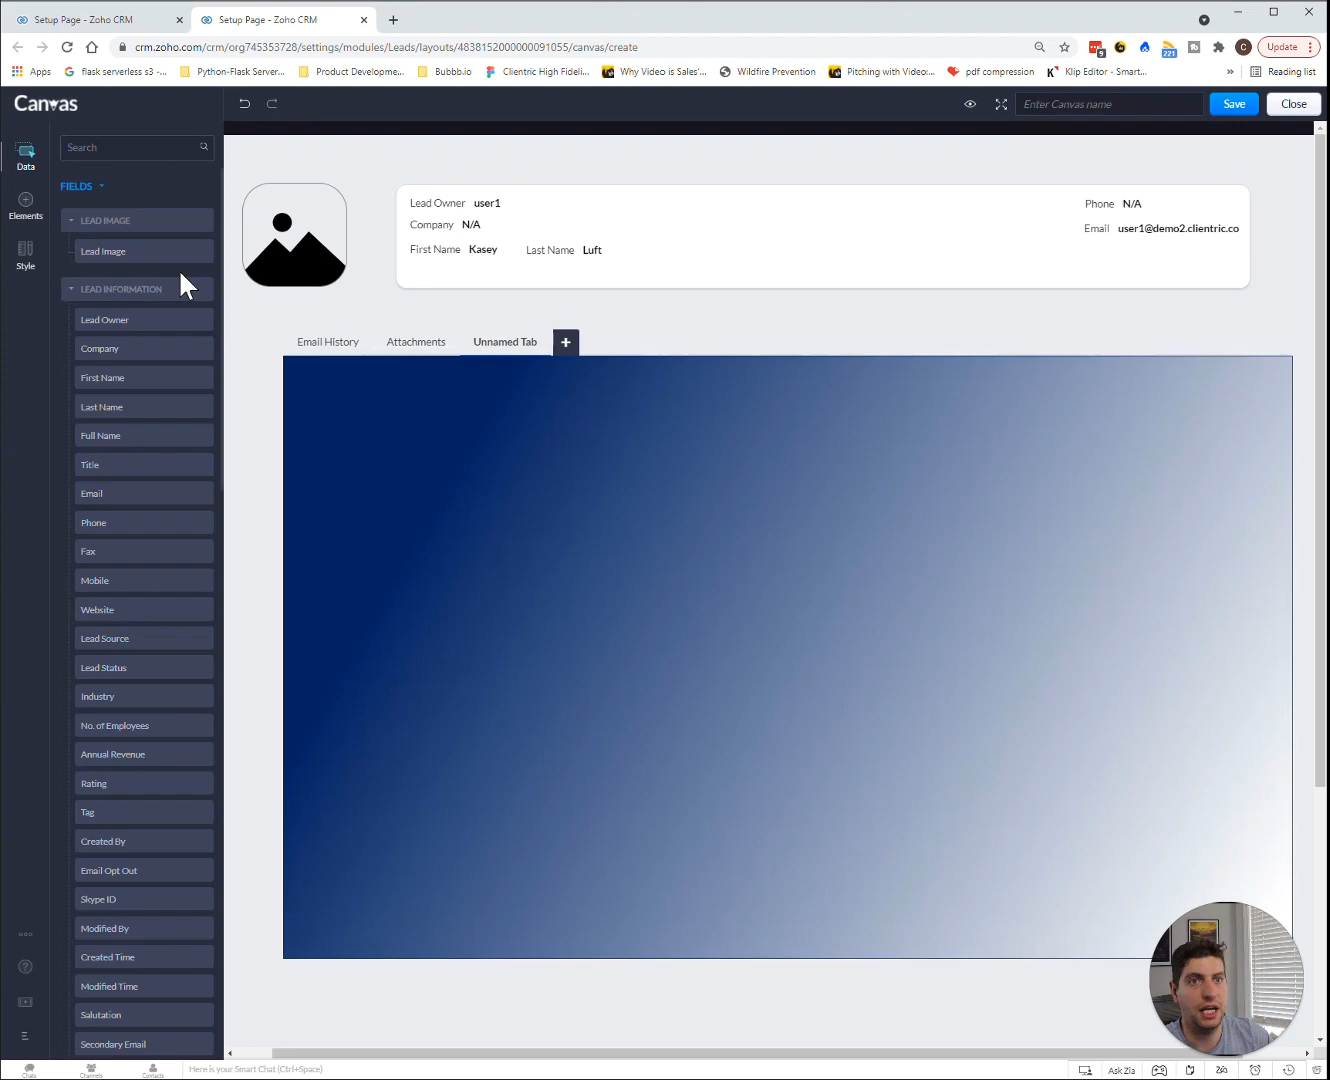 Setup Page - Zoho CRM
Setup Page - Zoho CRM
crm.zoho.com/crm/org745353728/settings/modules/Leads/layouts/4838152000000091055/canvas/create
9
221
C
Update
Apps
flask serverless s3 -...
Python-Flask Server...
Product Developme...
Bubbb.io
Clientric High Fideli...
Why Video is Sales'...
Wildfire Prevention
Pitching with Video:...
pdf compression
Klip Editor - Smart...
»
Reading list
Canvas
Enter Canvas name
Save
Close
Data
Elements
Style
Search
FIELDS
LEAD IMAGE
Lead Image
LEAD INFORMATION
Lead Owner
Company
First Name
Last Name
Full Name
Title
Email
Phone
Fax
Mobile
Website
Lead Source
Lead Status
Industry
No. of Employees
Annual Revenue
Rating
Tag
Created By
Email Opt Out
Skype ID
Modified By
Created Time
Modified Time
Salutation
Secondary Email
Lead Owner user1
Company N/A
First Name Kasey Last Name Luft
Phone N/A
Email user1@demo2.clientric.co
Email History Attachments Unnamed Tab +
Chats
Channels
Contacts
Here is your Smart Chat (Ctrl+Space)
Ask Zia